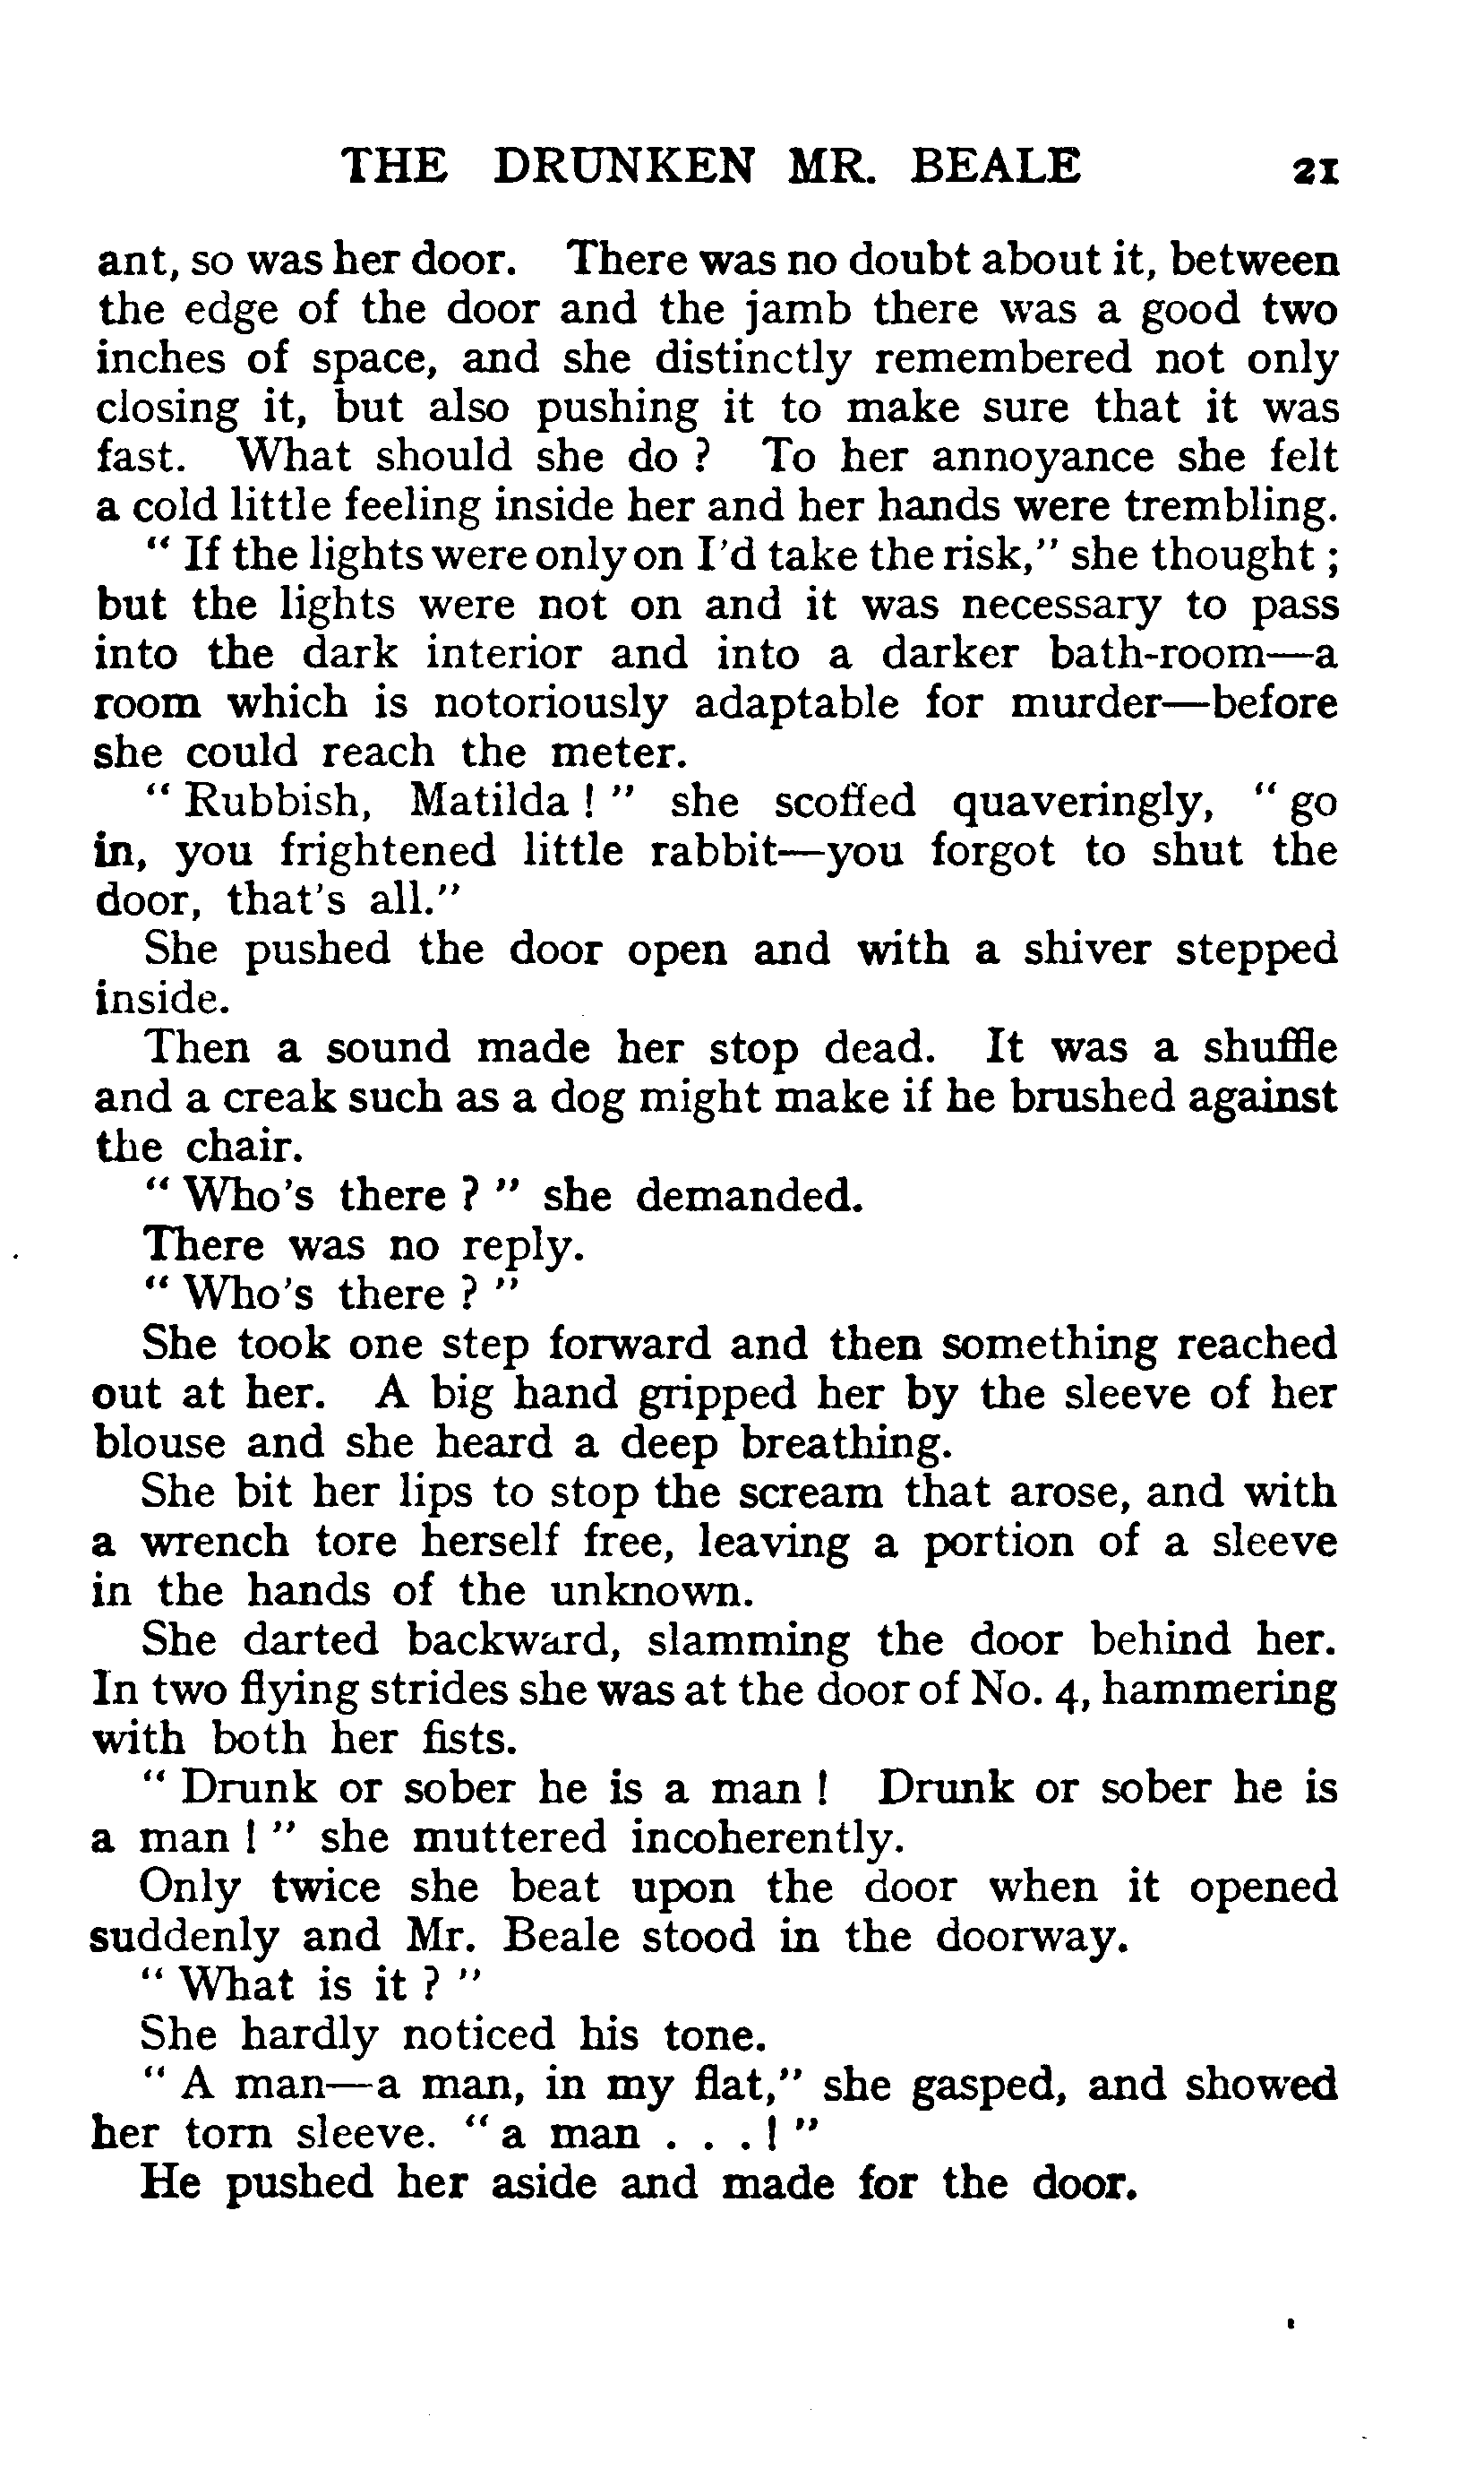 THE DRUNKEN MR. BEALE 21
ant, so was her door. There was no doubt about it, between
the edge of the door and the jamb there was a good two
inches of space, and she distinctly remembered not only
closing it, but also pushing it to make sure that it was
fast. What should she do ? To her annoyance she felt
a cold little feeling inside her and her hands were trembling.
" If the lights were only on I'd take the risk," she thought ;
but the lights were not on and it was necessary to pass
into the dark interior and into a darker bath-room—a
room which is notoriously adaptable for murder—before
she could reach the meter.
" Rubbish, Matilda ! " she scoffed quaveringly, " go
in, you frightened little rabbit—you forgot to shut the
door, that's all."
She pushed the door open and with a shiver stepped
inside.
Then a sound made her stop dead. It was a shuffle
and a creak such as a dog might make if he brushed against
the chair.
" Who's there ? " she demanded.
There was no reply.
" Who's there ? "
She took one step forward and then something reached
out at her. A big hand gripped her by the sleeve of her
blouse and she heard a deep breathing.
She bit her lips to stop the scream that arose, and with
a wrench tore herself free, leaving a portion of a sleeve
in the hands of the unknown.
She darted backward, slamming the door behind her.
In two flying strides she was at the door of No. 4, hammering
with both her fists.
" Drunk or sober he is a man ! Drunk or sober he is
a man ! " she muttered incoherently.
Only twice she beat upon the door when it opened
suddenly and Mr. Beale stood in the doorway.
" What is it ? "
She hardly noticed his tone.
" A man—a man, in my flat," she gasped, and showed
her torn sleeve. " a man . . . ! "
He pushed her aside and made for the door.